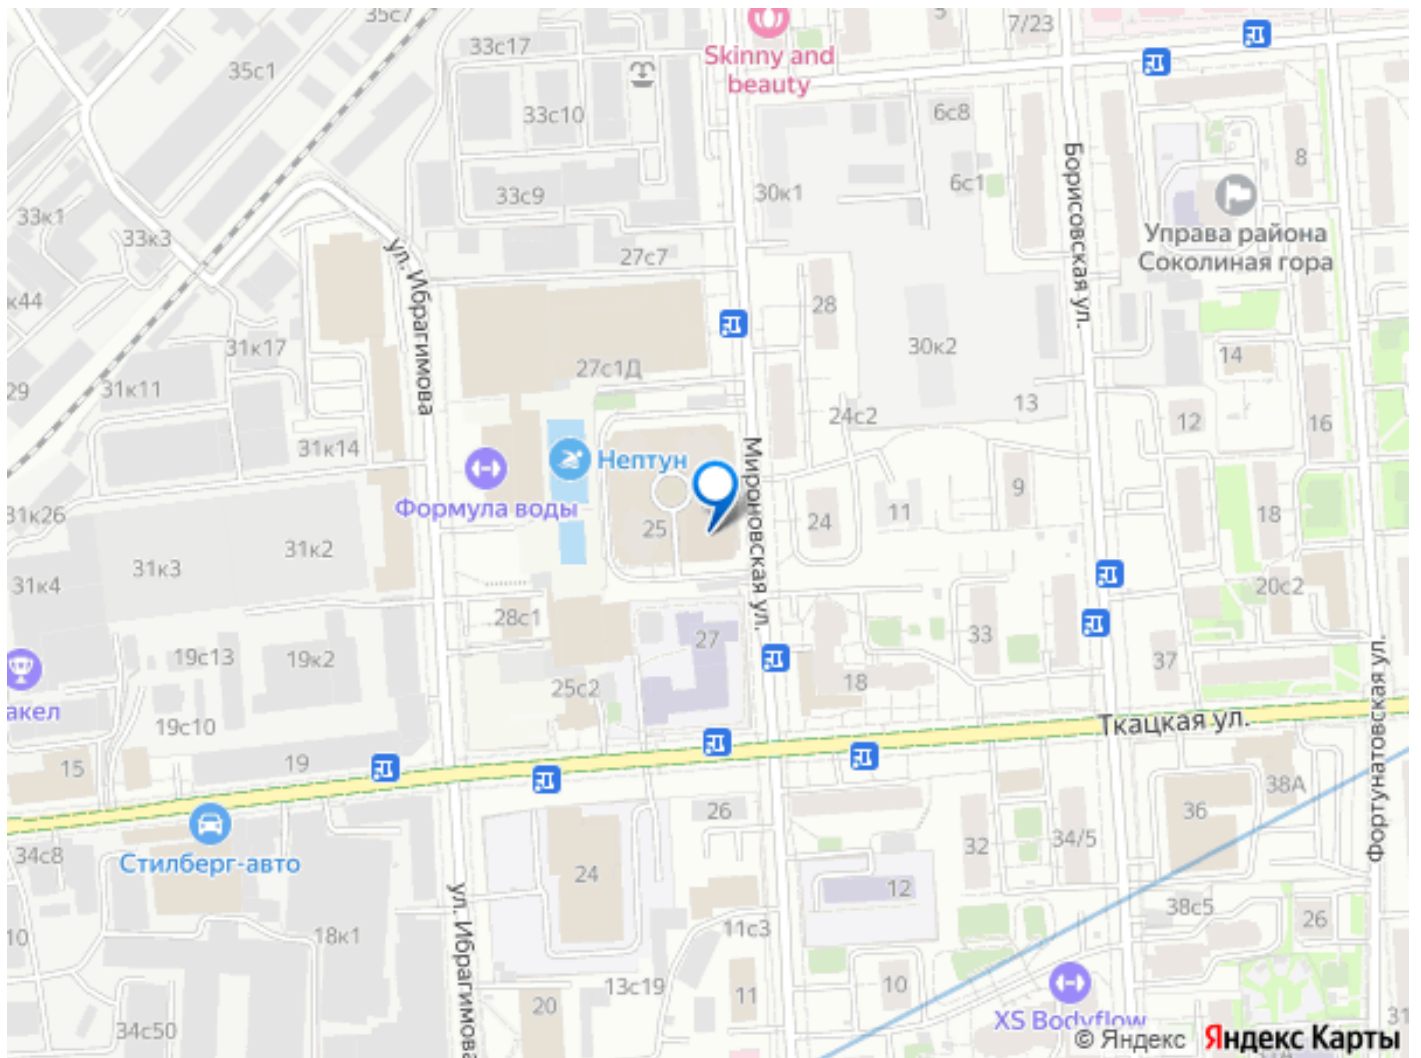 35с7
5
7/23
33с17
35с1
Skinny and
beauty
33с10
6с8
8
30к1
6с1
33с9
33к1
33к3
Управа района
Соколиная гора
27с7
Борисовская ул.
ул. Ибрагимова
к44
28
31к17
30к2
14
27с1Д
29
31к11
13
24с2
12
16
31к14
Нептун
Мироновская ул.
Формула воды
9
31к26
25
24
11
18
31к2
31к3
31к4
20с2
28с1
33
27
19с13
19к2
37
акел
25с2
18
19с10
Ткацкая ул.
Фортунатовская ул.
15
19
38А
26
36
34с8
Стилберг-авто
32
34/5
24
12
ул. Ибрагимова
38с5
26
10
18к1
11с3
13с19
11
10
20
34с50
XS Bodyflow
31
© Яндекс Яндекс Карты